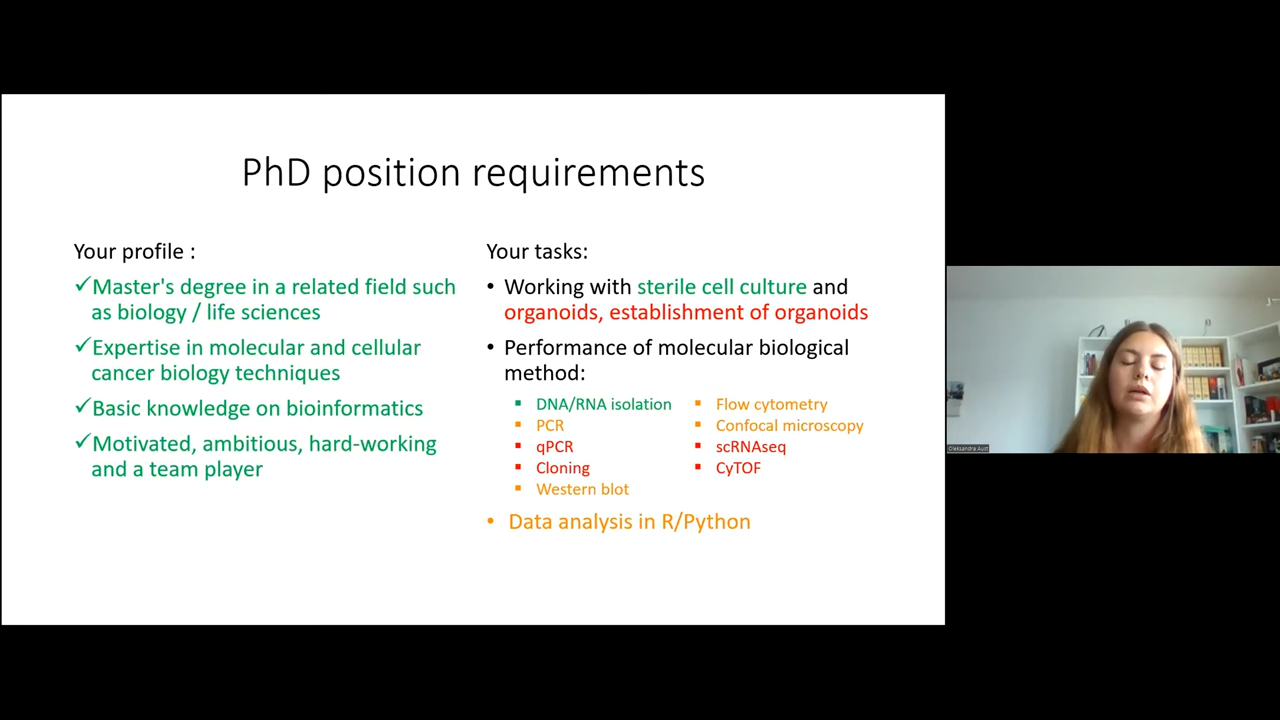 PhD position requirements
Your profile :
✓Master's degree in a related field such
as biology / life sciences
✓Expertise in molecular and cellular
cancer biology techniques
✓Basic knowledge on bioinformatics
✓Motivated, ambitious, hard-working
and a team player
Your tasks:
• Working with sterile cell culture and
organoids, establishment of organoids
• Performance of molecular biological
method:
▪ DNA/RNA isolation
▪ PCR
▪ qPCR
▪ Cloning
▪ Western blot
▪ Flow cytometry
▪ Confocal microscopy
▪ scRNAseq
▪ CyTOF
• Data analysis in R/Python
Oleksandra Aust